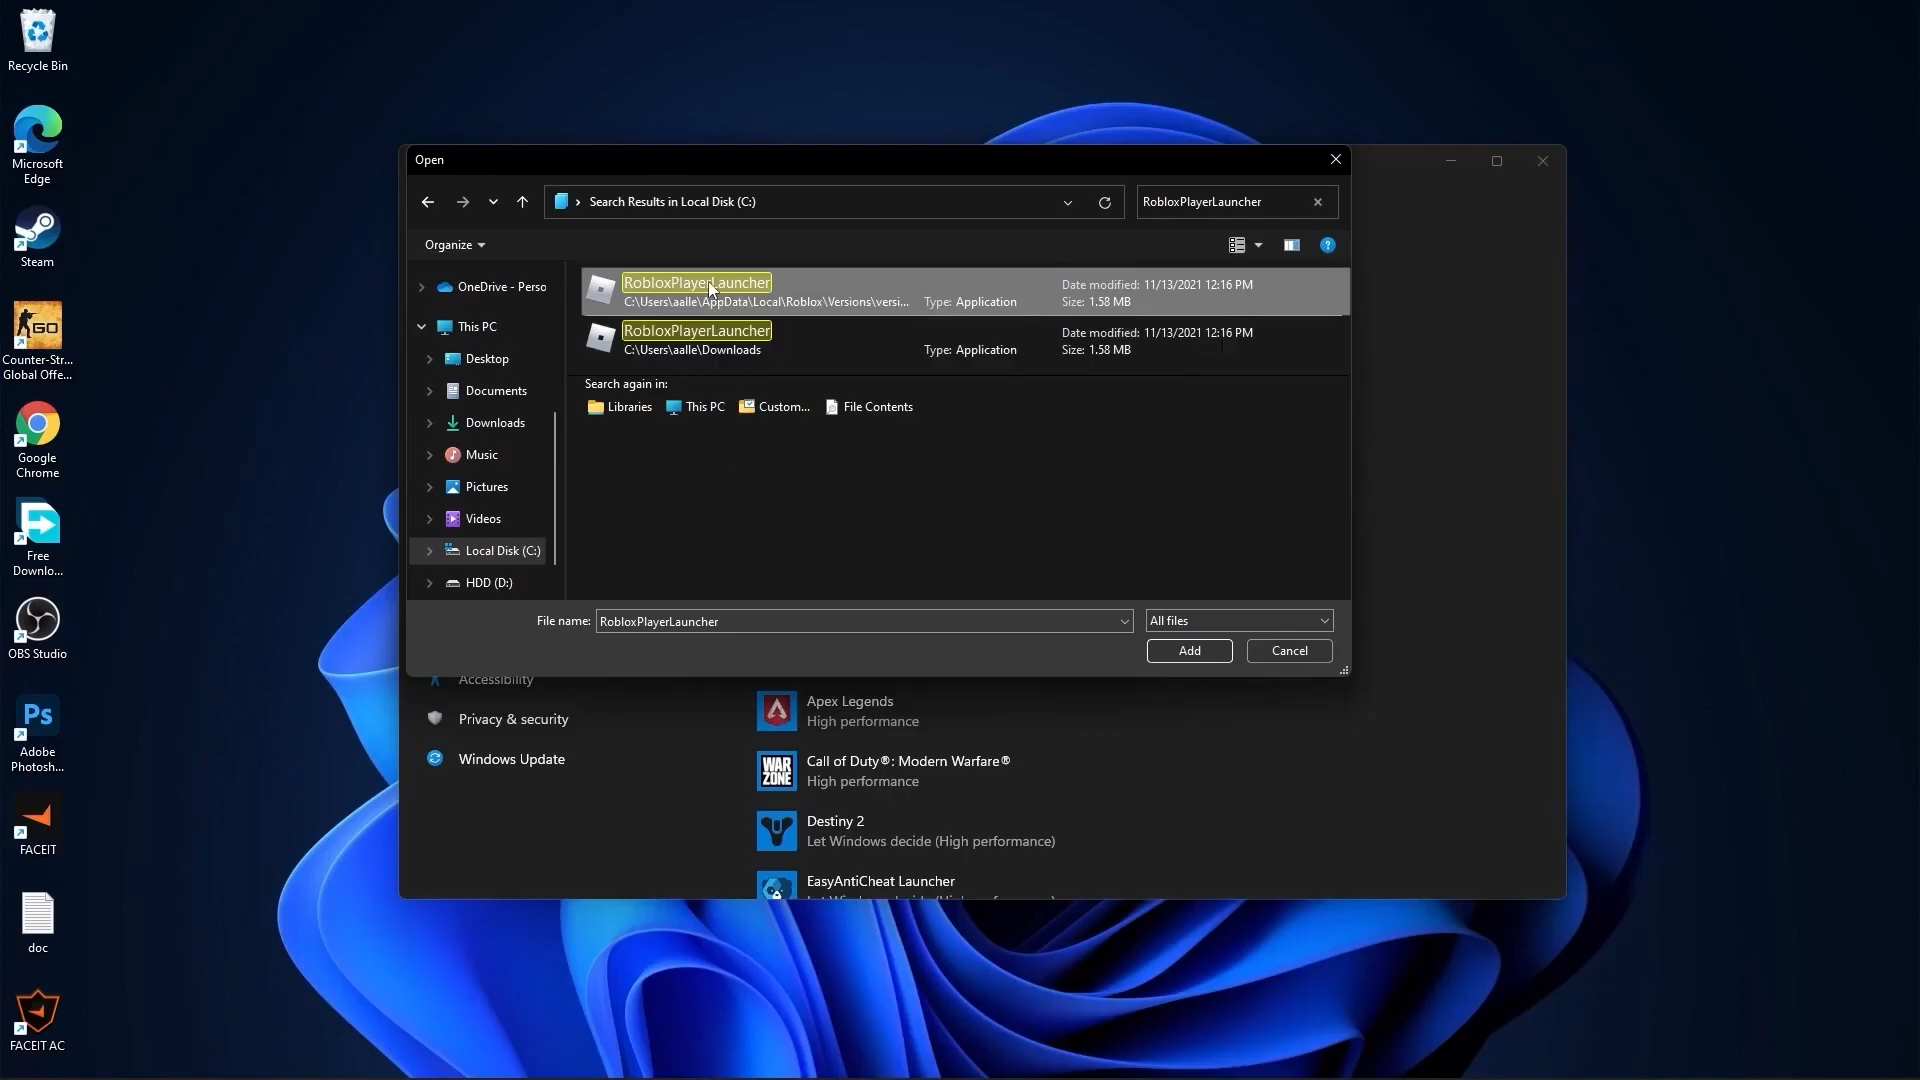 Recycle Bin
Microsoft
Edge
Steam
GO
Counter-Str...
Global Offe...
Google
Chrome
Free
Downlo...
OBS Studio
Ps
Adobe
Photosh...
FACEIT
doc
FACEIT AC
Open
Search Results in Local Disk (C:)
RobloxPlayerLauncher
Organize
OneDrive - Perso
This PC
Desktop
Documents
Downloads
Music
Pictures
Videos
Local Disk (C:)
HDD (D:)
RobloxPlayerLauncher
C:\Users\aalle\AppData\Local\Roblox\Versions\versi...
Type: Application
Date modified: 11/13/2021 12:16 PM
Size: 1.58 MB
RobloxPlayerLauncher
C:\Users\aalle\Downloads
Type: Application
Date modified: 11/13/2021 12:16 PM
Size: 1.58 MB
Search again in:
Libraries
This PC
Custom...
File Contents
File name: RobloxPlayerLauncher
All files
Add
Cancel
Accessibility
Privacy & security
Windows Update
Apex Legends
High performance
WAR
ZONE
Call of Duty®: Modern Warfare®
High performance
Destiny 2
Let Windows decide (High performance)
EasyAntiCheat Launcher